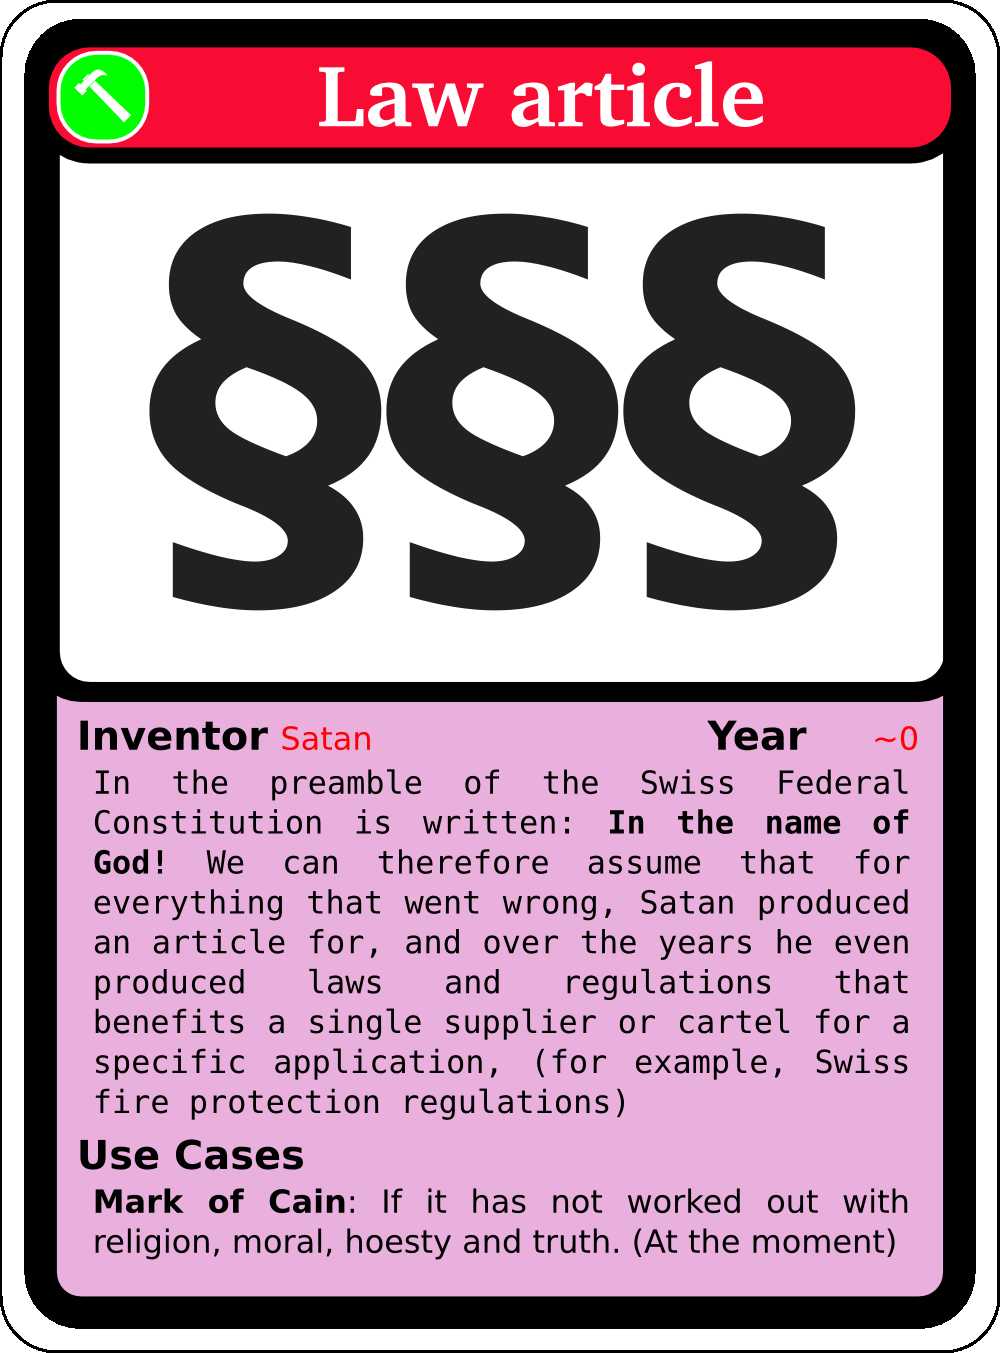 Law article
§§§
Inventor Satan Year ~0
In the preamble of the Swiss Federal
Constitution is written: In the name of
God! We can therefore assume that for
everything that went wrong, Satan produced
an article for, and over the years he even
produced laws and regulations that
benefits a single supplier or cartel for a
specific application, (for example, Swiss
fire protection regulations)
Use Cases
Mark of Cain: If it has not worked out with
religion, moral, hoesty and truth. (At the moment)